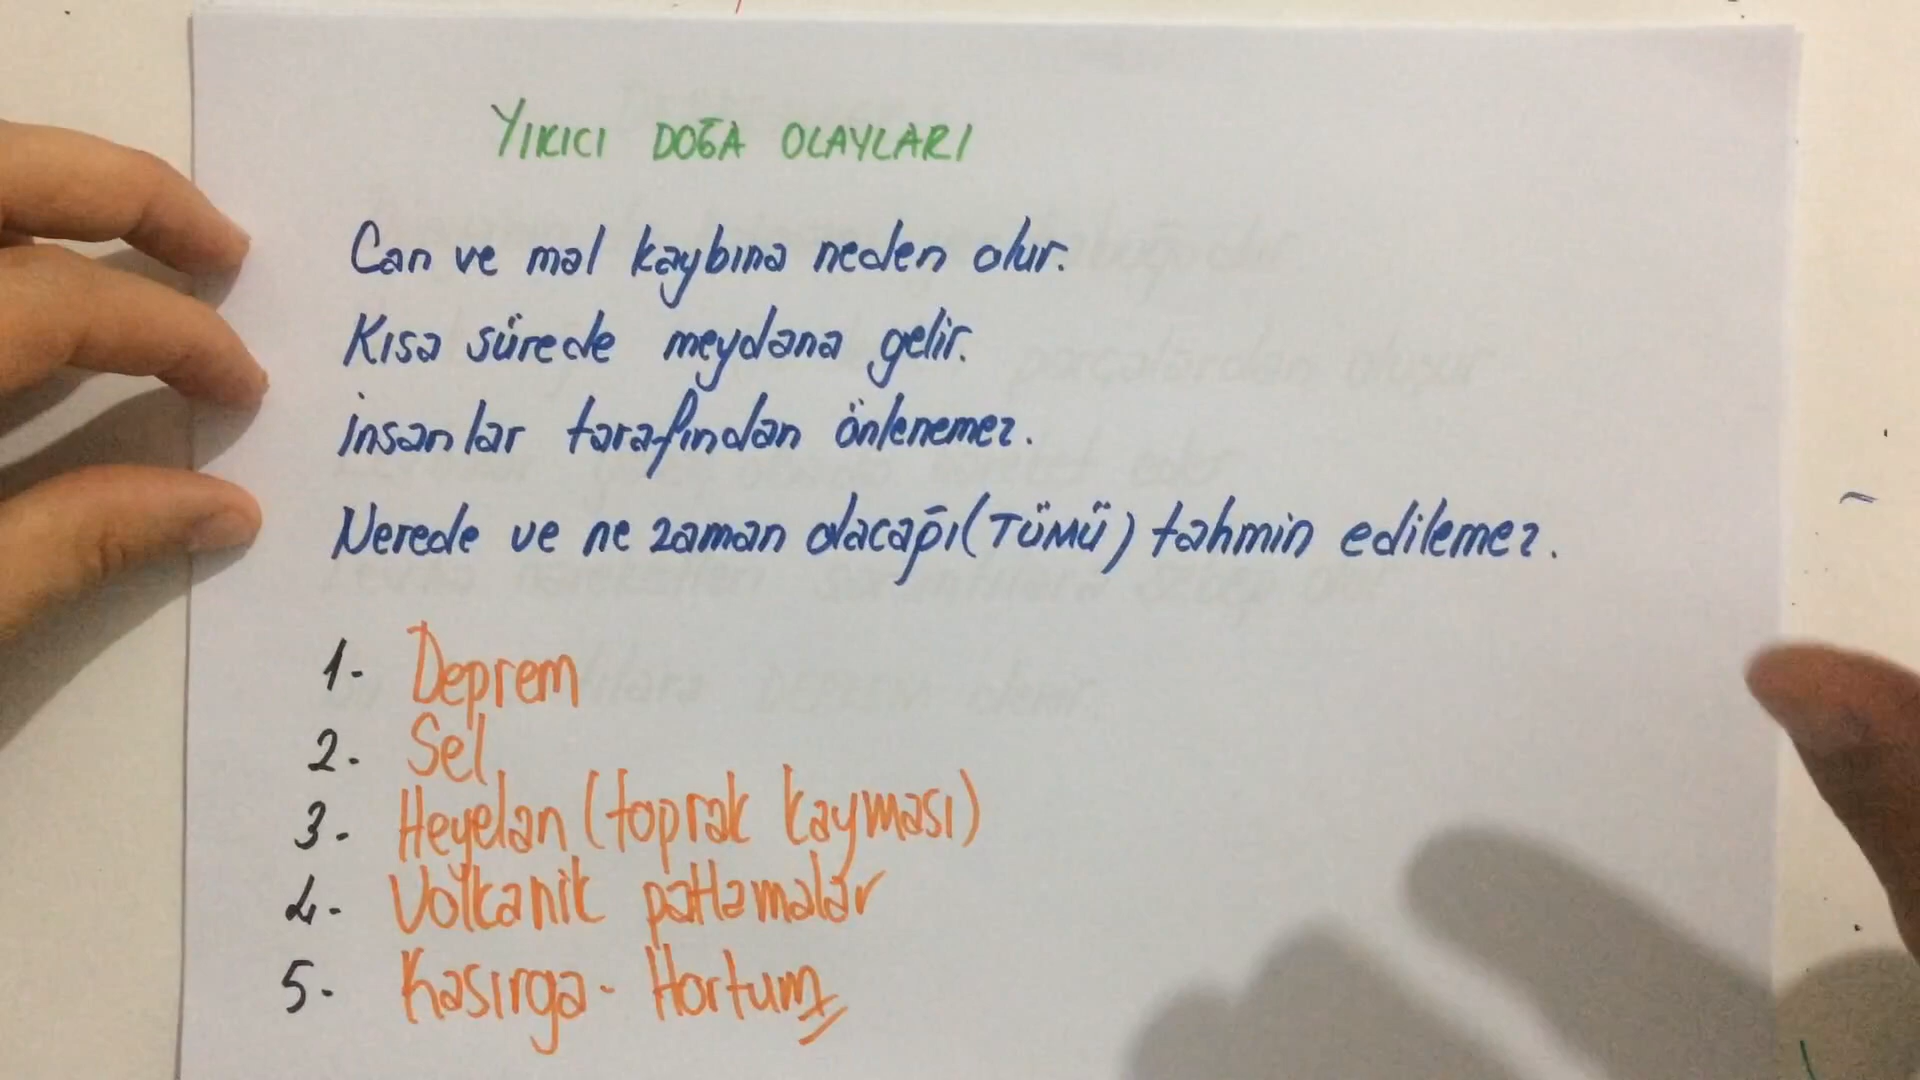 YIKICI DOĞA OLAYLARI
Can ve mal kaybına neden olur.
Kısa sürede meydana gelir.
insanlar tarafından önlenemez.
Nerede ve ne zaman olacağı (TÜMÜ) tahmin edilemez.
1- Deprem
2- Sel
3- Heyelan (toprak kayması)
4- Volkanik patlamalar
5- Kasırga - Hortum